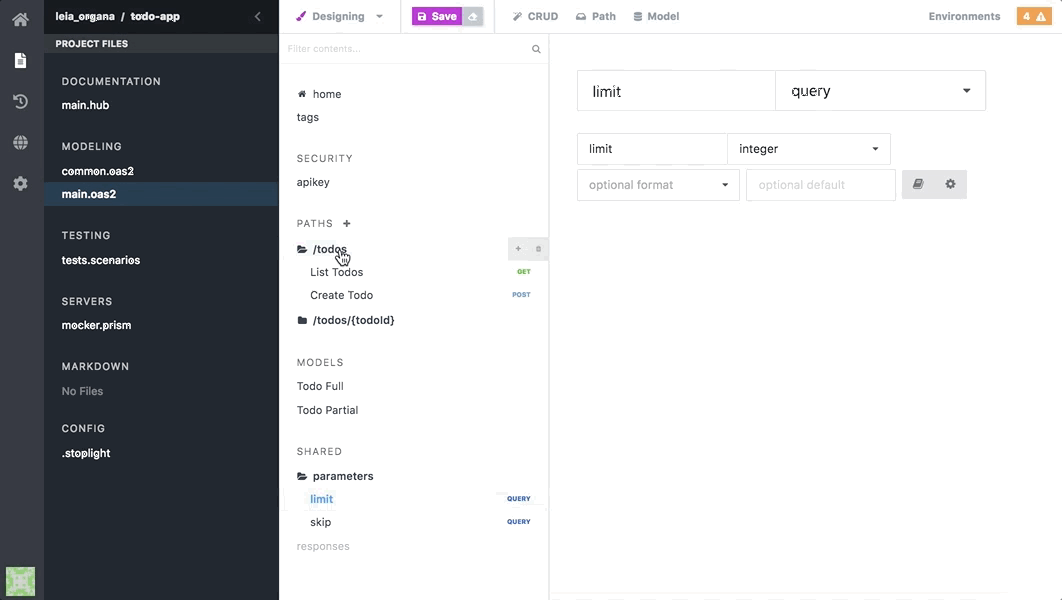 leia_organa / todo-app
Designing
Save
CRUD
Path
Model
Environments
4
PROJECT FILES
DOCUMENTATION
main.hub
MODELING
common.oas2
main.oas2
TESTING
tests.scenarios
SERVERS
mocker.prism
MARKDOWN
No Files
CONFIG
.stoplight
Filter contents...
home
tags
SECURITY
apikey
PATHS +
/todos
List Todos GET
Create Todo POST
/todos/{todoId}
MODELS
Todo Full
Todo Partial
SHARED
parameters
limit QUERY
skip QUERY
responses
limit query
limit integer
optional format optional default